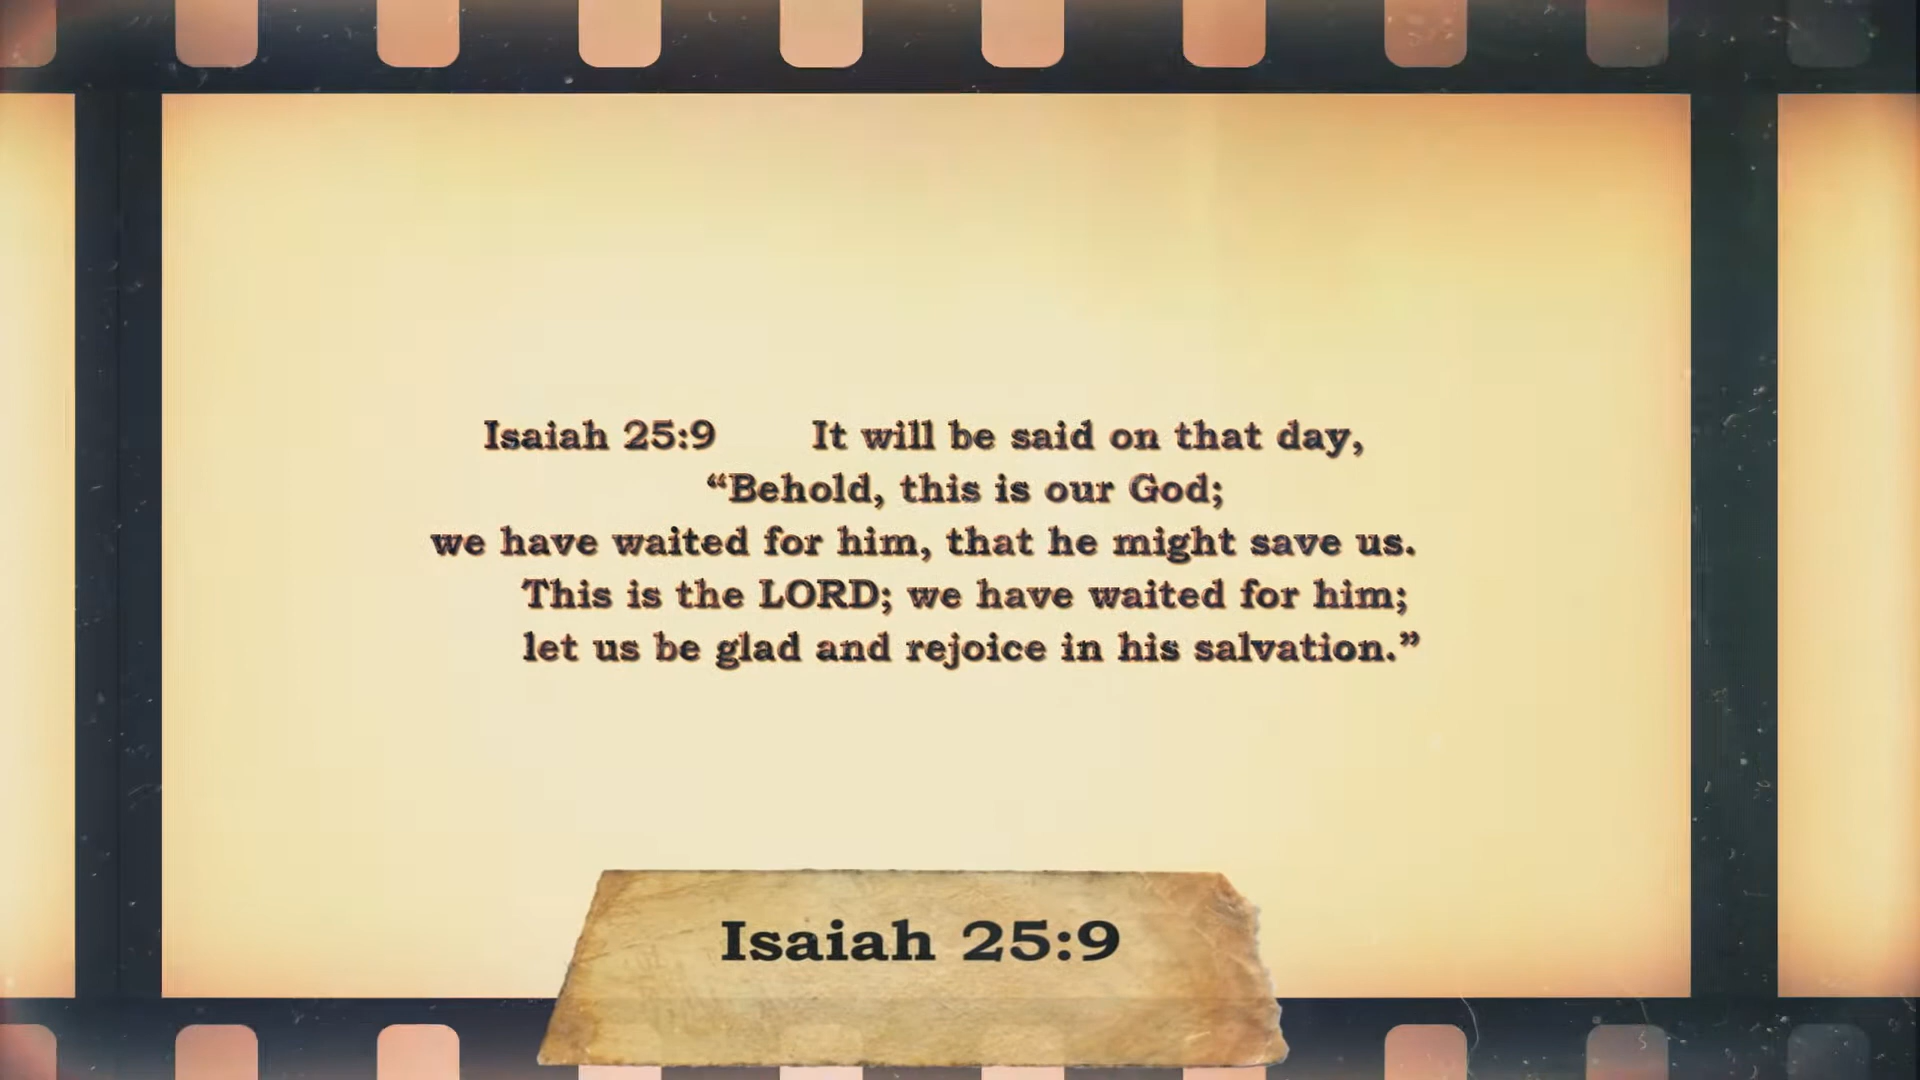 Isaiah 25:9 It will be said on that day,
“Behold, this is our God;
we have waited for him, that he might save us.
This is the LORD; we have waited for him;
let us be glad and rejoice in his salvation.”
Isaiah 25:9